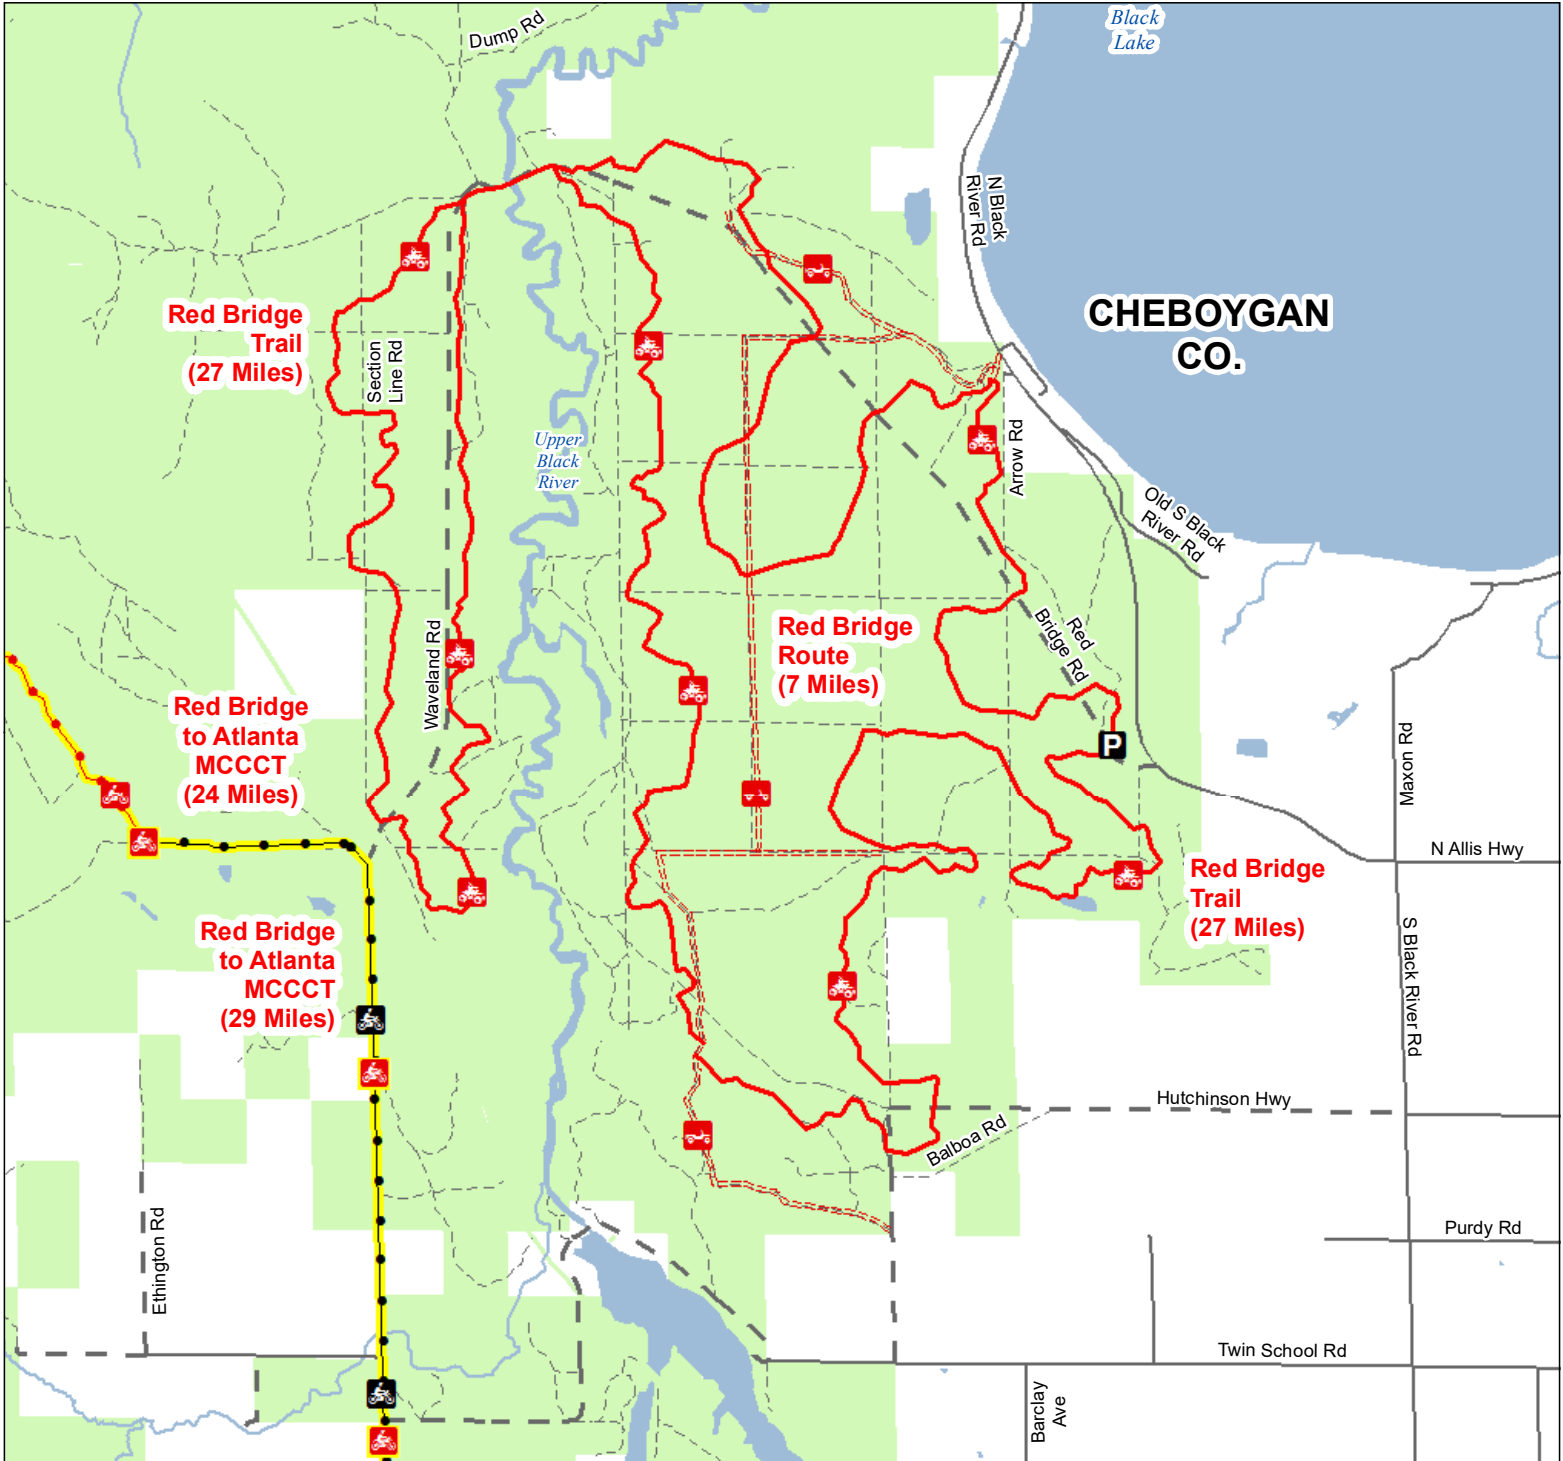 Dump Rd
Black
Lake
N Black
River Rd
CHEBOYGAN
CO.
Red Bridge
Trail
(27 Miles)
Section
Line Rd
Upper
Black
River
Arrow Rd
Old S Black
River Rd
Waveland Rd
Red Bridge
Route
(7 Miles)
Red
Bridge Rd
Red Bridge
to Atlanta
MCCCT
(24 Miles)
P
Maxon Rd
N Allis Hwy
Red Bridge
Trail
(27 Miles)
Red Bridge
to Atlanta
MCCCT
(29 Miles)
S Black River Rd
Hutchinson Hwy
Balboa Rd
Ethington Rd
Purdy Rd
Twin School Rd
Barclay
Ave